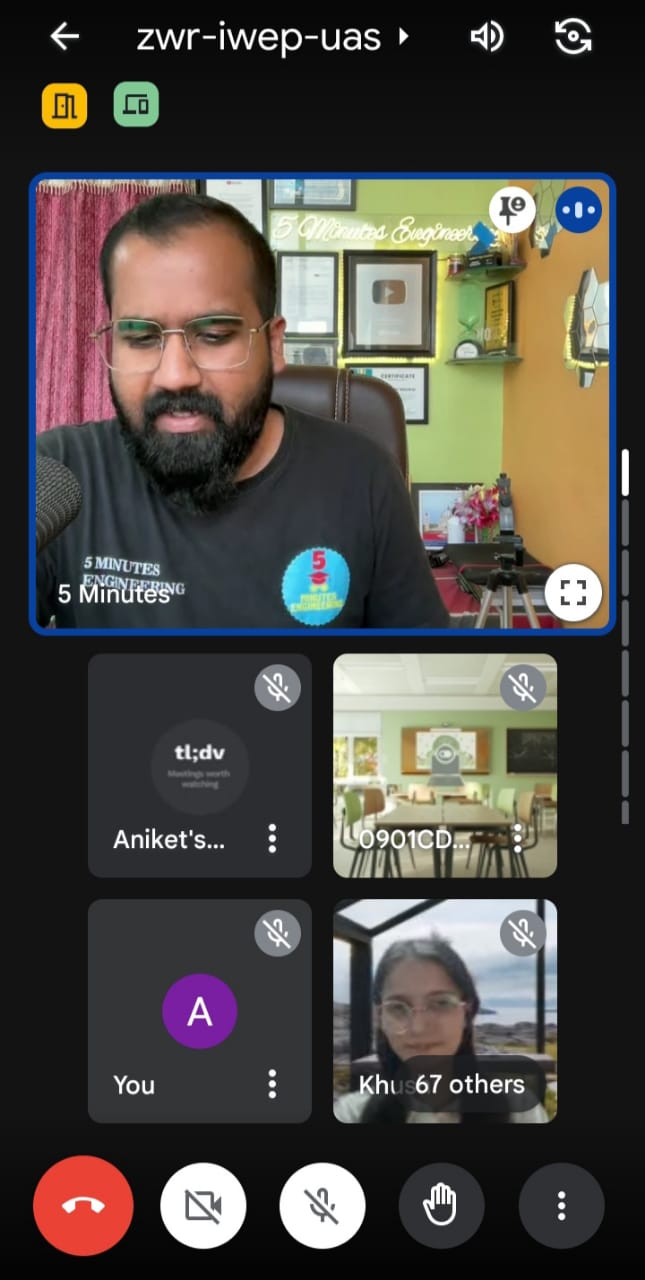 zwr-iwep-uas
5 Minutes Engineer
CERTIFICATE
5 MINUTES
ENGINEERING
5
MINUTES
ENGINEERING
5 Minutes
tl;dv
Meetings worth
watching
Aniket's...
0901CD...
A
You
Khus
67 others